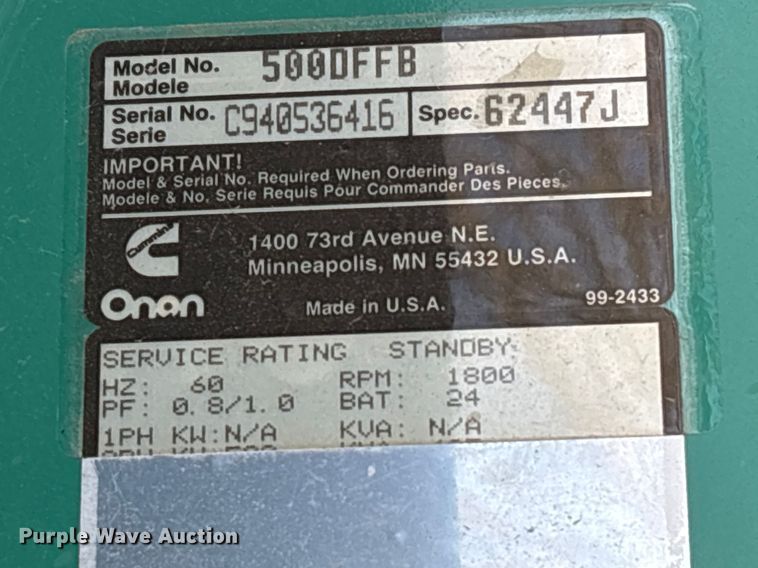 Model No. 500DFFB
Modele
Serial No. C940536416 Spec. 62447J
Serie
IMPORTANT!
Model & Serial No. Required When Ordering Parts.
Modele & No. Serie Requis Pour Commander Des Pieces.
Cummins
1400 73rd Avenue N.E.
Minneapolis, MN 55432 U.S.A.
Onan Made in U.S.A. 99-2433
SERVICE RATING STANDBY
HZ: 60 RPM: 1800
PF: 0.8/1.0 BAT: 24
1PH KW:N/A KVA: N/A
Purple Wave Auction